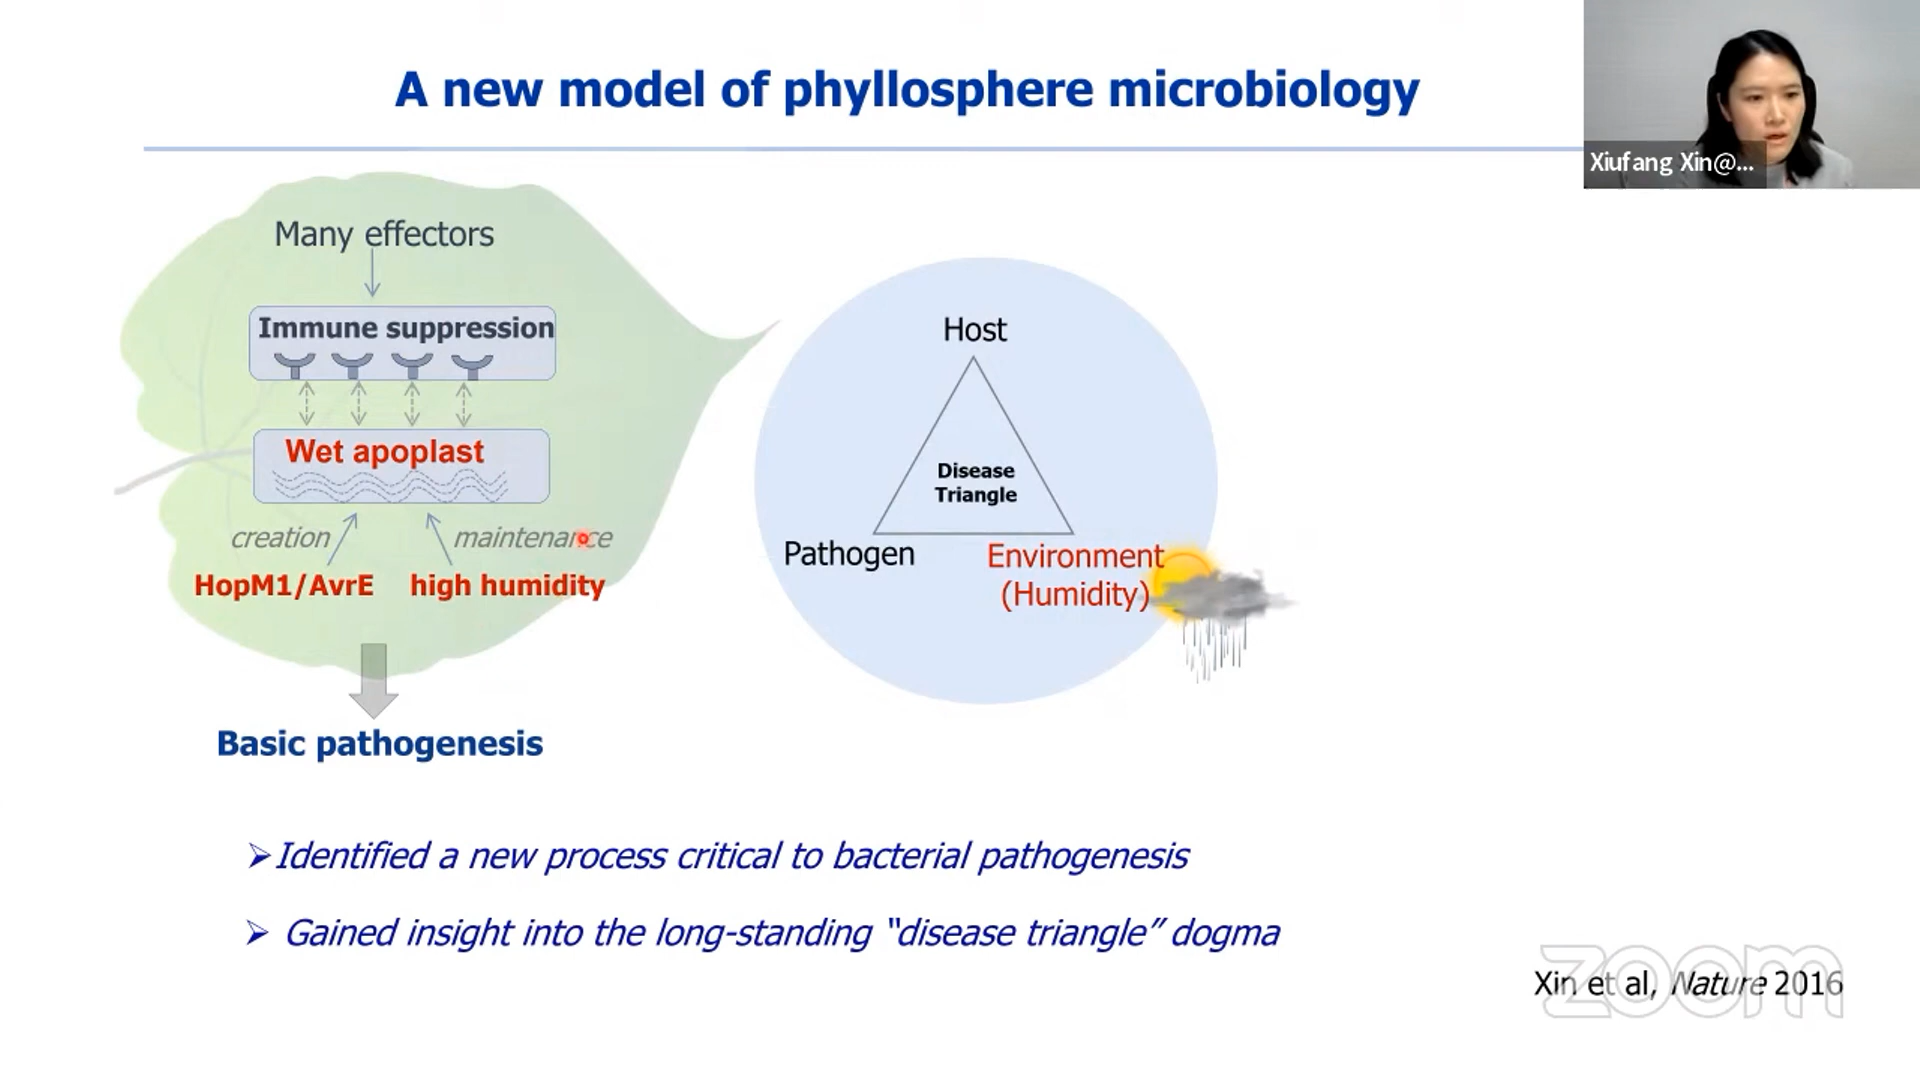 A new model of phyllosphere microbiology
Xiufang Xin@...
Many effectors
Immune suppression
Wet apoplast
creation
maintenance
HopM1/AvrE
high humidity
Basic pathogenesis
Host
Disease
Triangle
Pathogen
Environment
(Humidity)
➢Identified a new process critical to bacterial pathogenesis
➢ Gained insight into the long-standing “disease triangle” dogma
Xin et al, Nature 2016
zoom